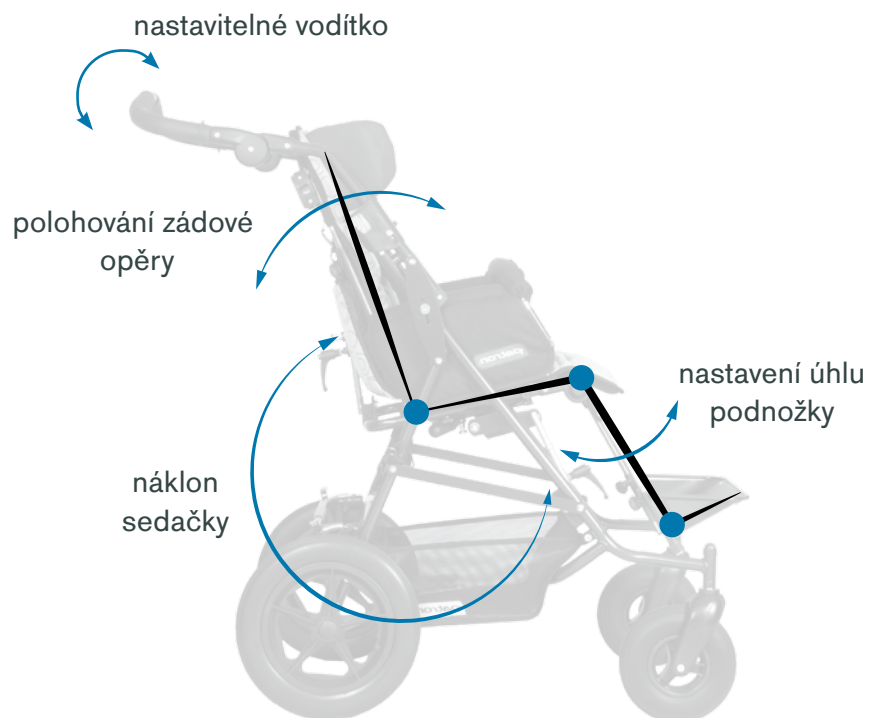 nastavitelné vodítko
polohování zádové
opěry
nastavení úhlu
podnožky
náklon
sedačky